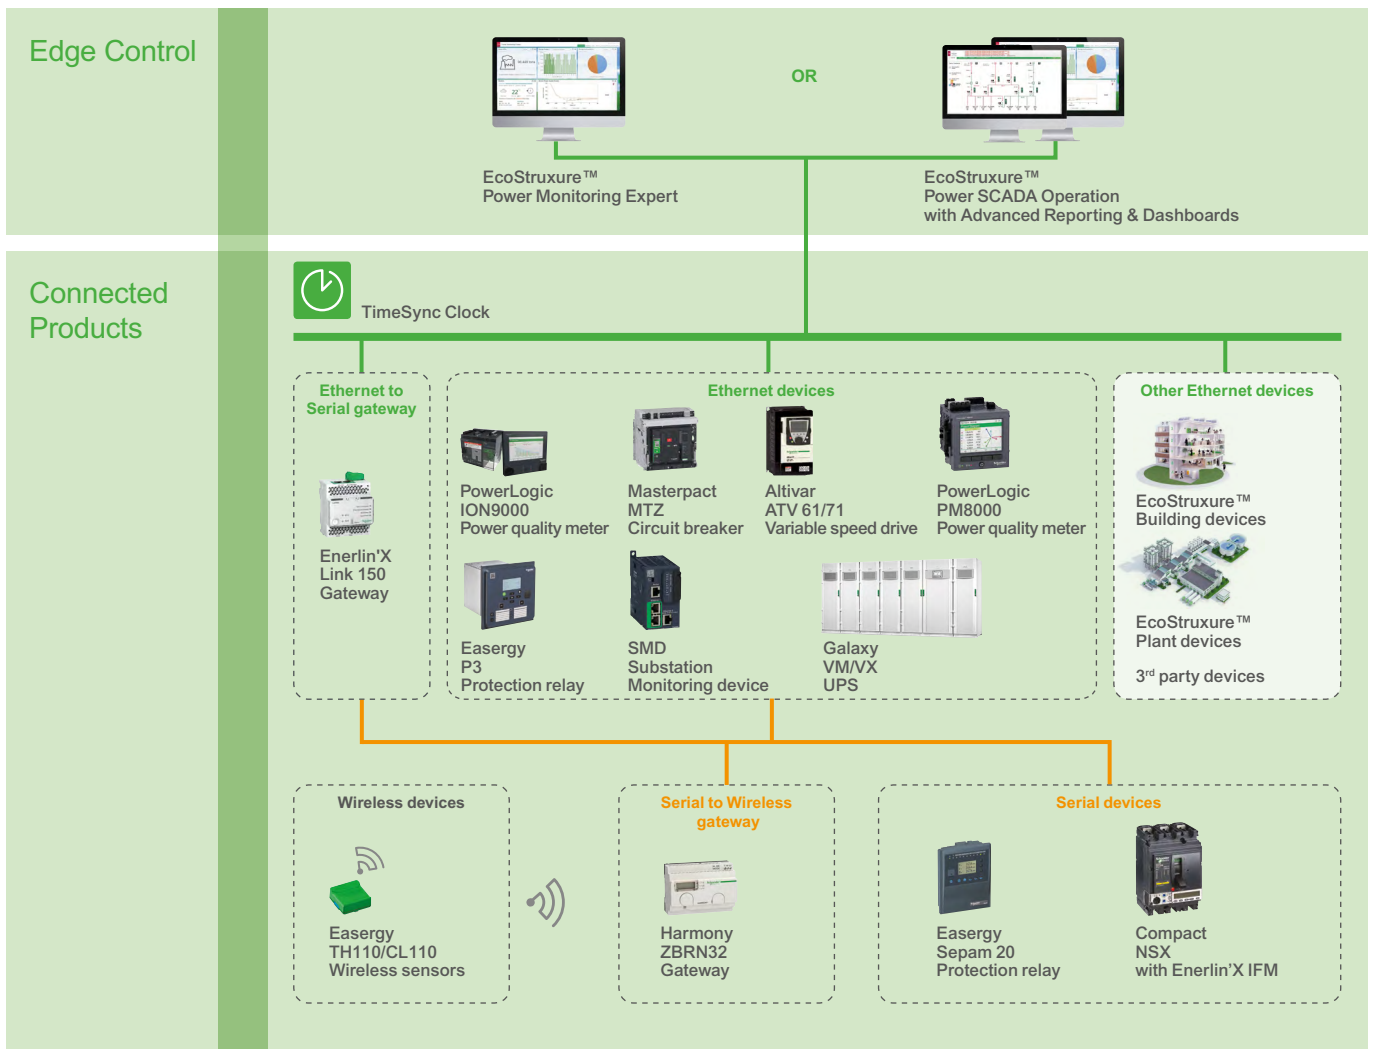 Edge Control
OR
EcoStruxure™
Power Monitoring Expert
EcoStruxure™
Power SCADA Operation
with Advanced Reporting & Dashboards
Connected
Products
TimeSync Clock
Ethernet to
Serial gateway
Enerlin'X
Link 150
Gateway
Ethernet devices
PowerLogic
ION9000
Power quality meter
Masterpact
MTZ
Circuit breaker
Altivar
ATV 61/71
Variable speed drive
PowerLogic
PM8000
Power quality meter
Easergy
P3
Protection relay
SMD
Substation
Monitoring device
Galaxy
VM/VX
UPS
Other Ethernet devices
EcoStruxure™
Building devices
EcoStruxure™
Plant devices
3rd party devices
Wireless devices
Easergy
TH110/CL110
Wireless sensors
Serial to Wireless
gateway
Harmony
ZBRN32
Gateway
Serial devices
Easergy
Sepam 20
Protection relay
Compact
NSX
with Enerlin’X IFM